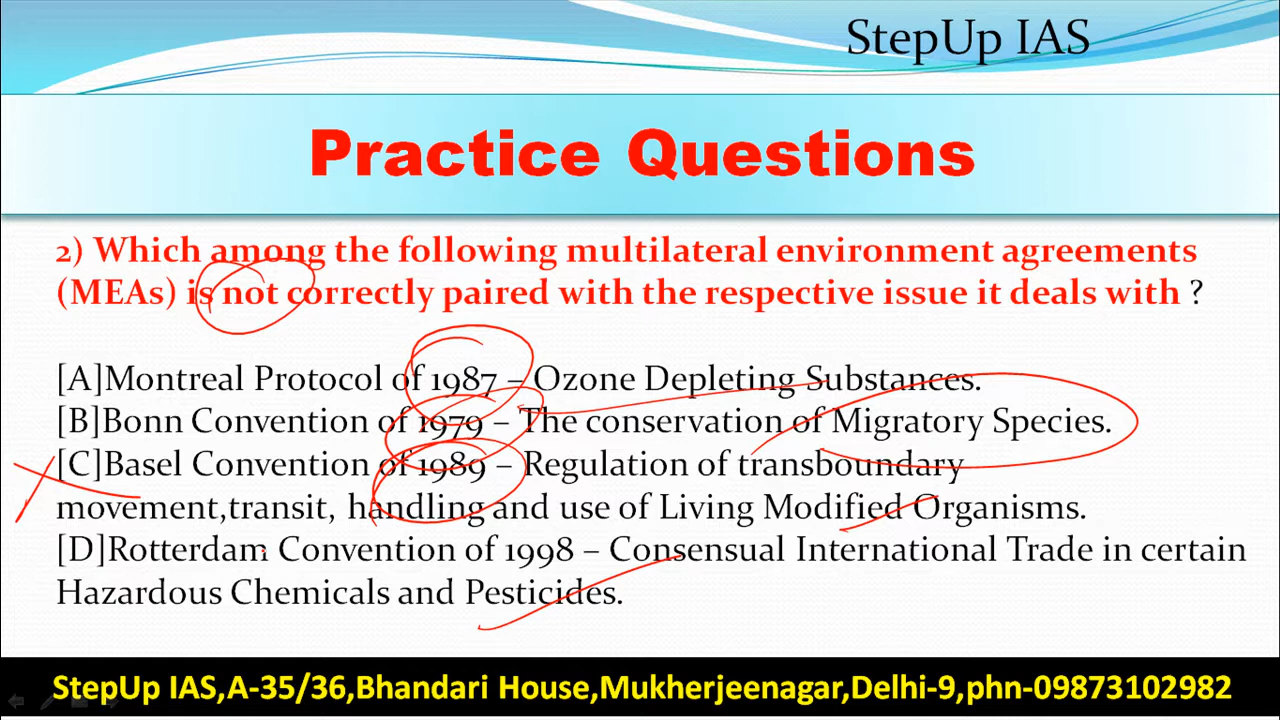 StepUp IAS
Practice Questions
2) Which among the following multilateral environment agreements
(MEAs) is not correctly paired with the respective issue it deals with ?
[A]Montreal Protocol of 1987 – Ozone Depleting Substances.
[B]Bonn Convention of 1979 – The conservation of Migratory Species.
[C]Basel Convention of 1989 – Regulation of transboundary
movement,transit, handling and use of Living Modified Organisms.
[D]Rotterdam Convention of 1998 – Consensual International Trade in certain
Hazardous Chemicals and Pesticides.
StepUp IAS,A-35/36,Bhandari House,Mukherjeenagar,Delhi-9,phn-09873102982